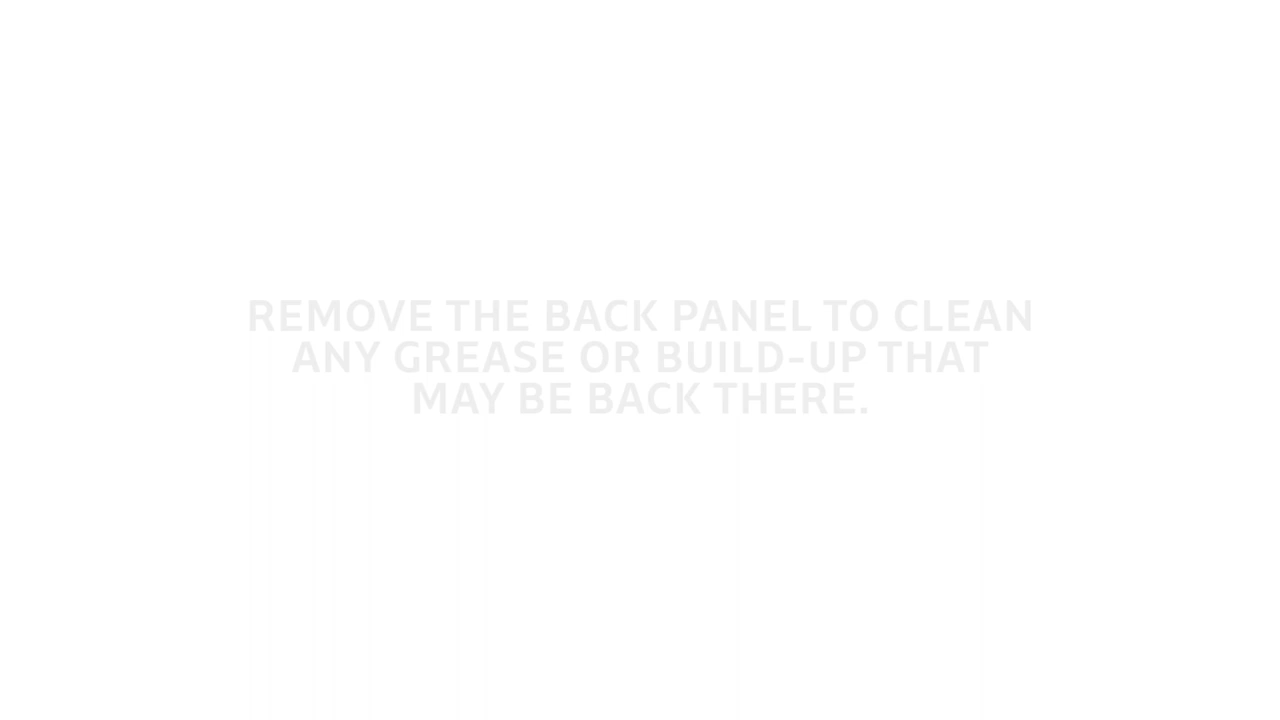 REMOVE THE BACK PANEL TO CLEAN
ANY GREASE OR BUILD-UP THAT
MAY BE BACK THERE.